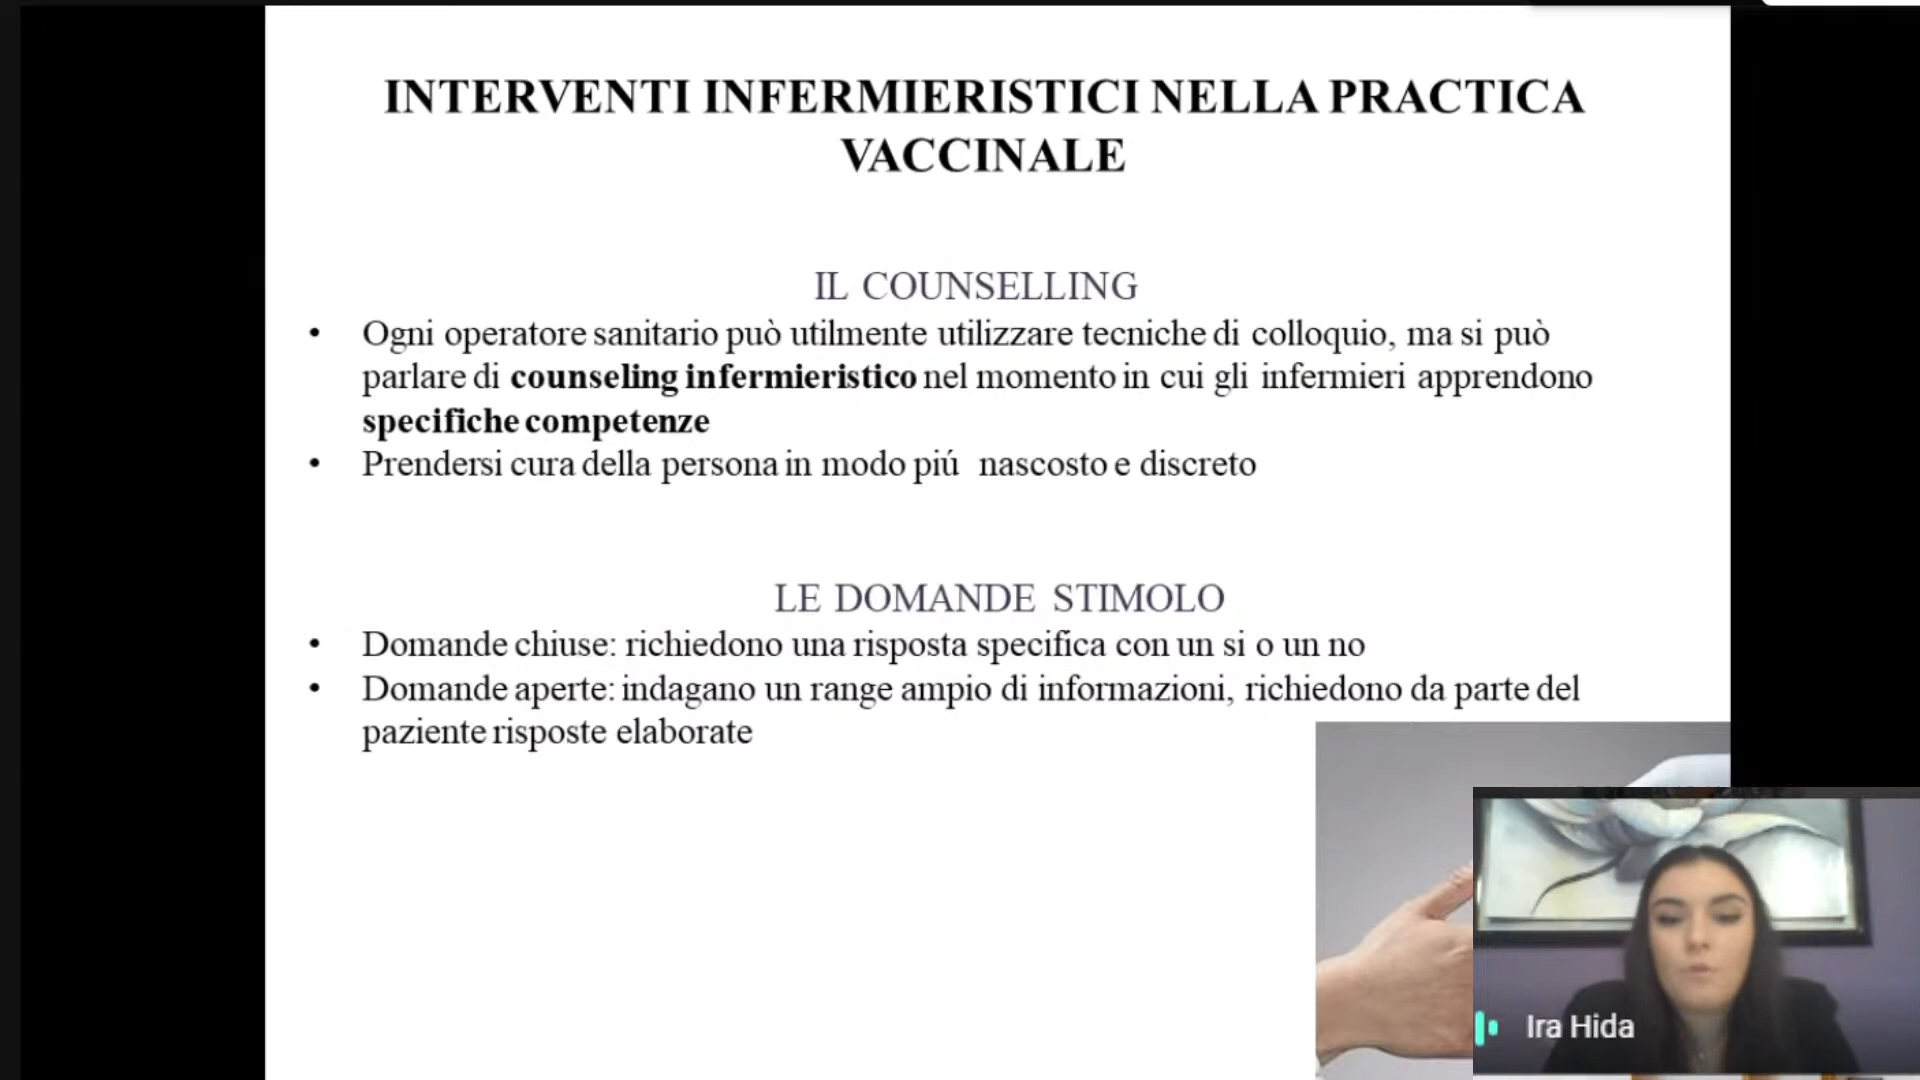 INTERVENTI INFERMIERISTICI NELLA PRACTICA
VACCINALE
IL COUNSELLING
• Ogni operatore sanitario può utilmente utilizzare tecniche di colloquio, ma si può
parlare di counseling infermieristico nel momento in cui gli infermieri apprendono
specifiche competenze
• Prendersi cura della persona in modo piú nascosto e discreto
LE DOMANDE STIMOLO
• Domande chiuse: richiedono una risposta specifica con un si o un no
• Domande aperte: indagano un range ampio di informazioni, richiedono da parte del
paziente risposte elaborate
Ira Hida